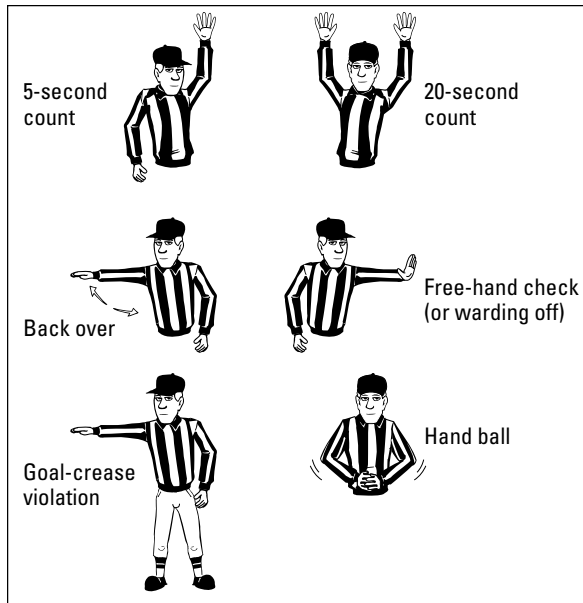 5-second
count
20-second
count
Back over
Free-hand check
(or warding off)
Goal-crease
violation
Hand ball